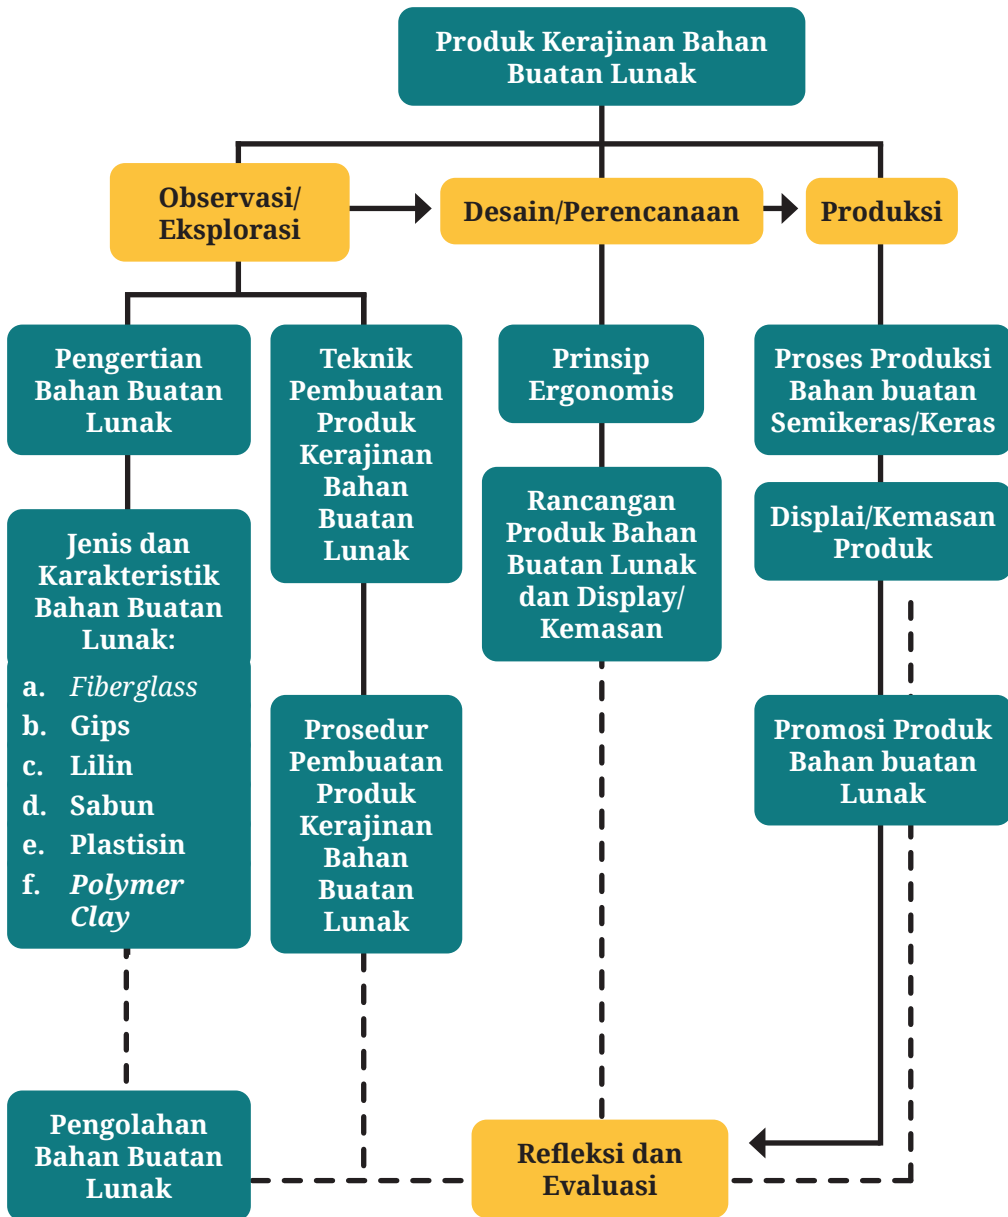 Produk Kerajinan Bahan
Buatan Lunak
Observasi/
Eksplorasi
Desain/Perencanaan
Produksi
Pengertian
Bahan Buatan
Lunak
Teknik
Pembuatan
Produk
Kerajinan
Bahan
Buatan
Lunak
Prinsip
Ergonomis
Proses Produksi
Bahan buatan
Semikeras/Keras
Jenis dan
Karakteristik
Bahan Buatan
Lunak:
a. Fiberglass
b. Gips
c. Lilin
d. Sabun
e. Plastisin
f. Polymer
Clay
Prosedur
Pembuatan
Produk
Kerajinan
Bahan
Buatan
Lunak
Rancangan
Produk Bahan
Buatan Lunak
dan Display/
Kemasan
Displai/Kemasan
Produk
Promosi Produk
Bahan buatan
Lunak
Pengolahan
Bahan Buatan
Lunak
Refleksi dan
Evaluasi